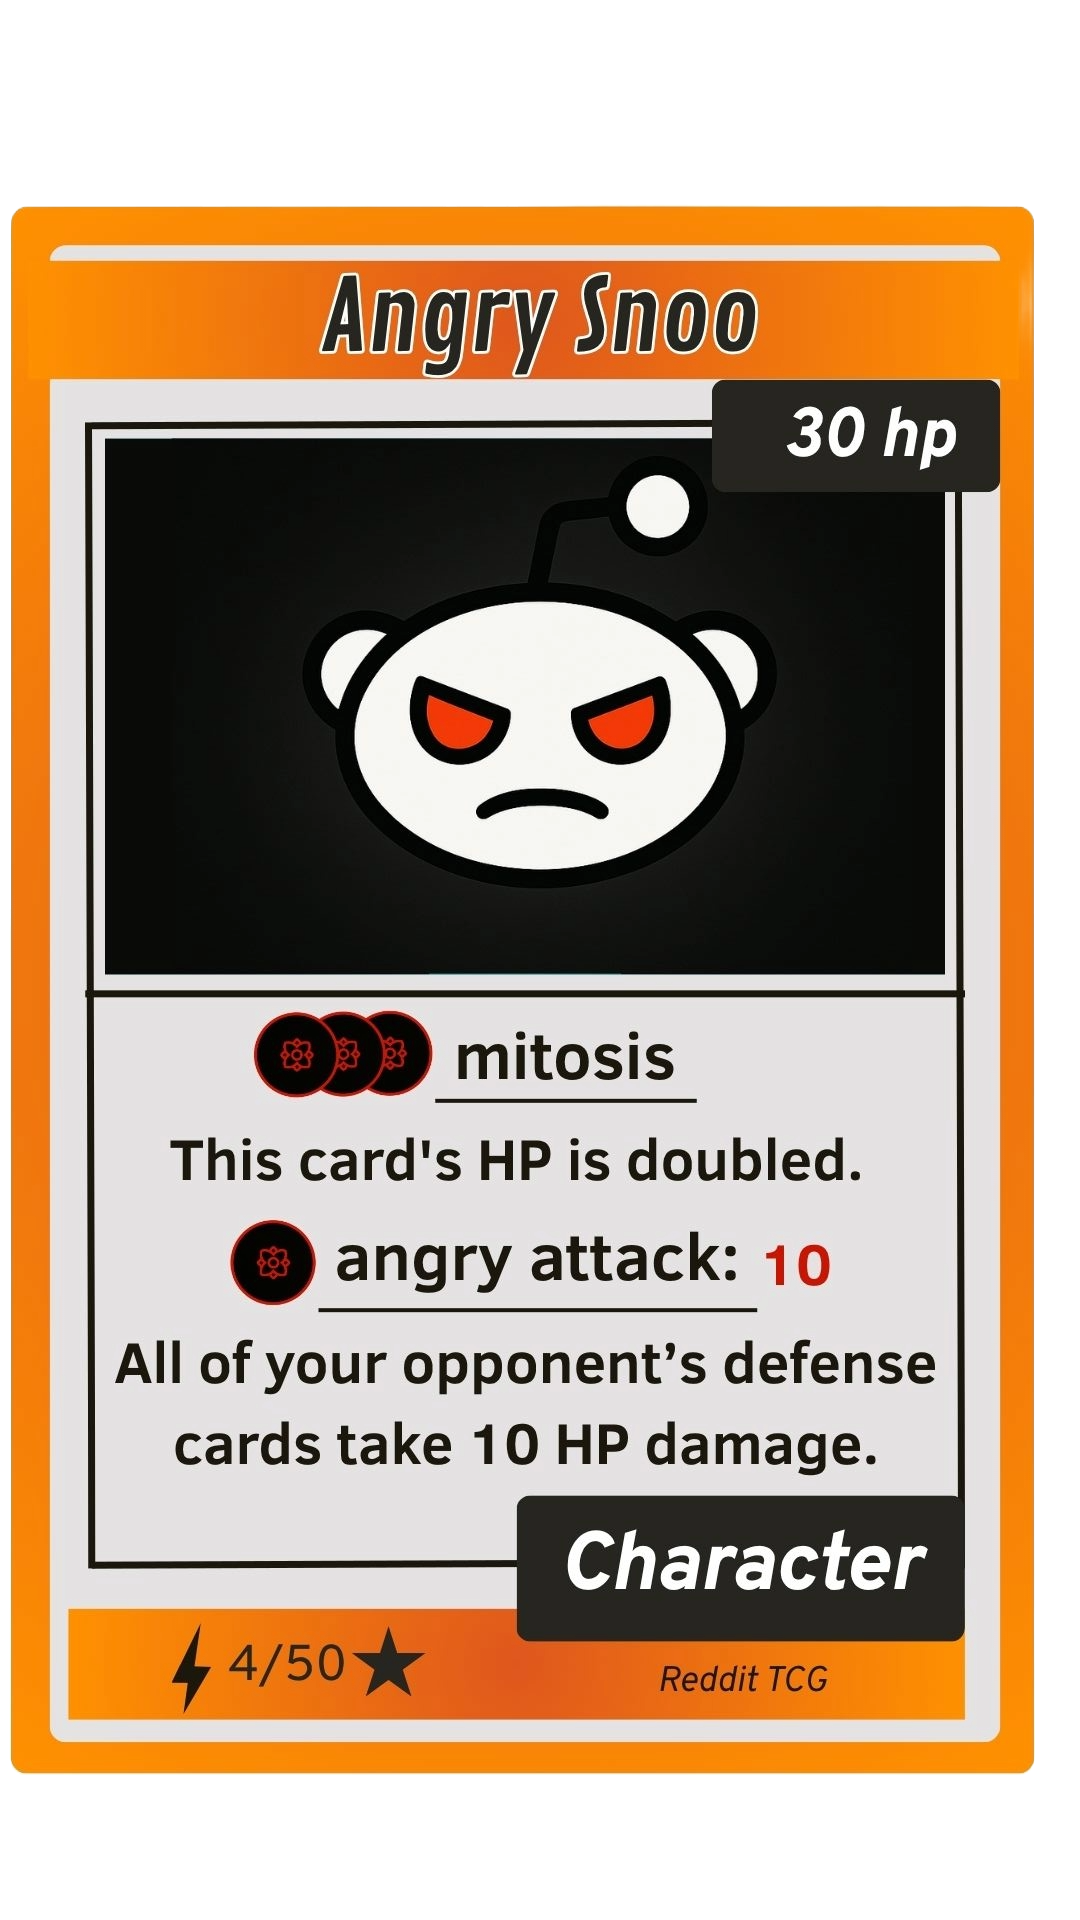 Angry Snoo
30 hp
mitosis
This card's HP is doubled.
angry attack: 10
All of your opponent’s defense
cards take 10 HP damage.
Character
4/50
Reddit TCG